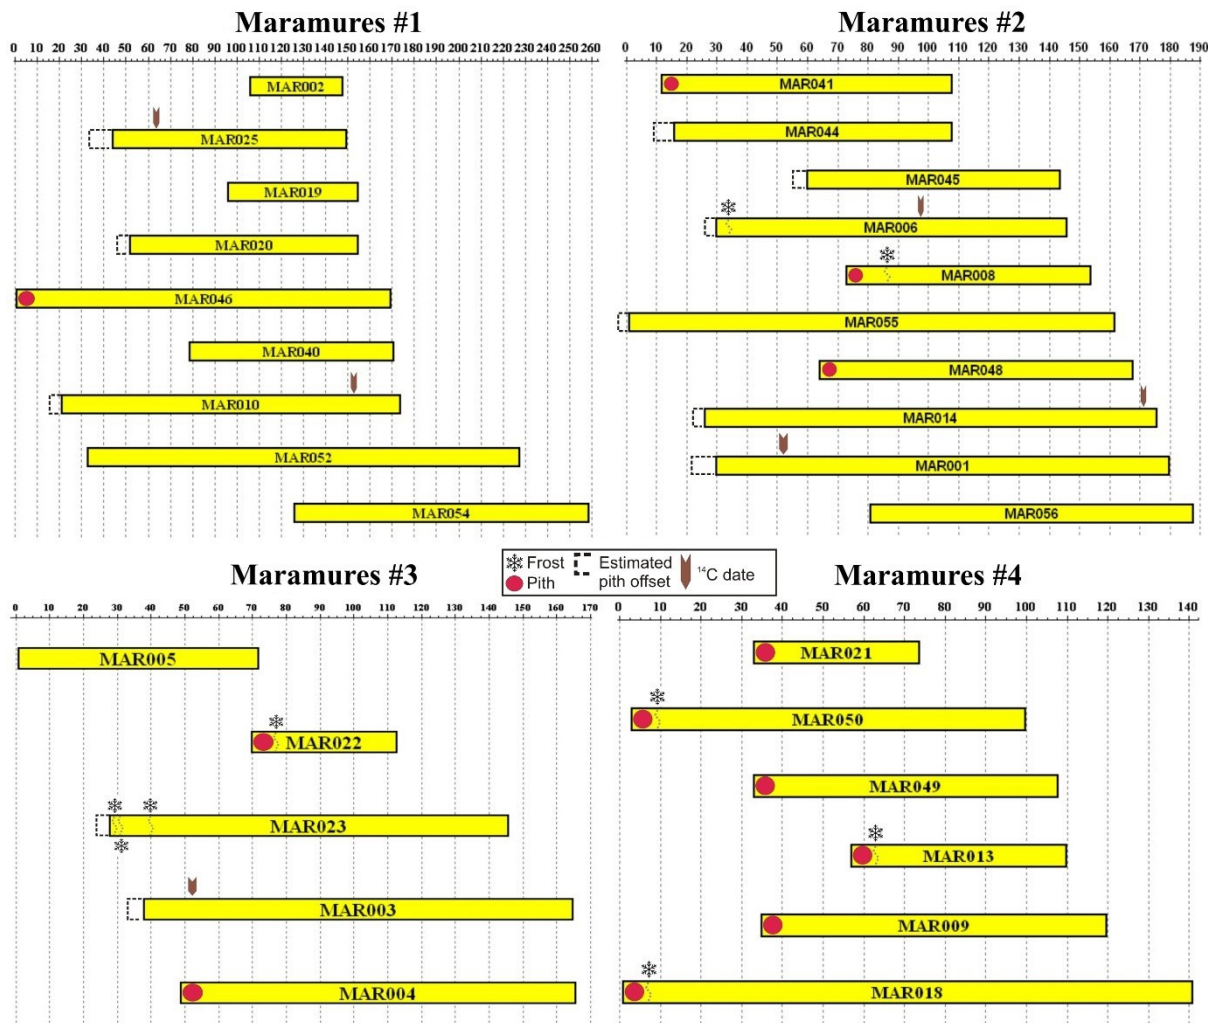 Maramures #1
0 10 20 30 40 50 60 70 80 90 100 110 120 130 140 150 160 170 180 190 200 210 220 230 240 250 260
MAR002
MAR025
MAR019
MAR020
MAR046
MAR040
MAR010
MAR052
MAR054
Maramures #2
0 10 20 30 40 50 60 70 80 90 100 110 120 130 140 150 160 170 180 190
MAR041
MAR044
MAR045
MAR006
MAR008
MAR055
MAR048
MAR014
MAR001
MAR056
Frost
Pith
Estimated
pith offset
¹⁴C date
Maramures #3
0 10 20 30 40 50 60 70 80 90 100 110 120 130 140 150 160 170
MAR005
MAR022
MAR023
MAR003
MAR004
Maramures #4
0 10 20 30 40 50 60 70 80 90 100 110 120 130 140
MAR021
MAR050
MAR049
MAR013
MAR009
MAR018